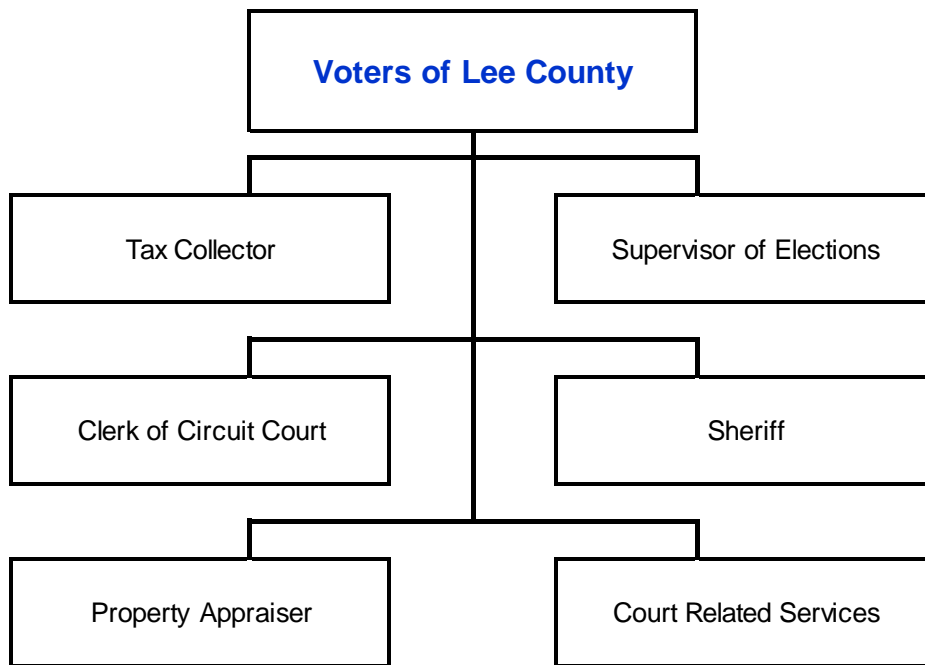 Voters of Lee County
Tax Collector
Supervisor of Elections
Clerk of Circuit Court
Sheriff
Property Appraiser
Court Related Services